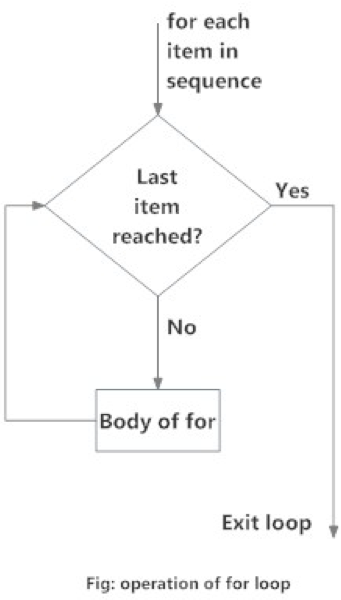 for each
item in
sequence
Last
item
reached?
Yes
No
Body of for
Exit loop
Fig: operation of for loop